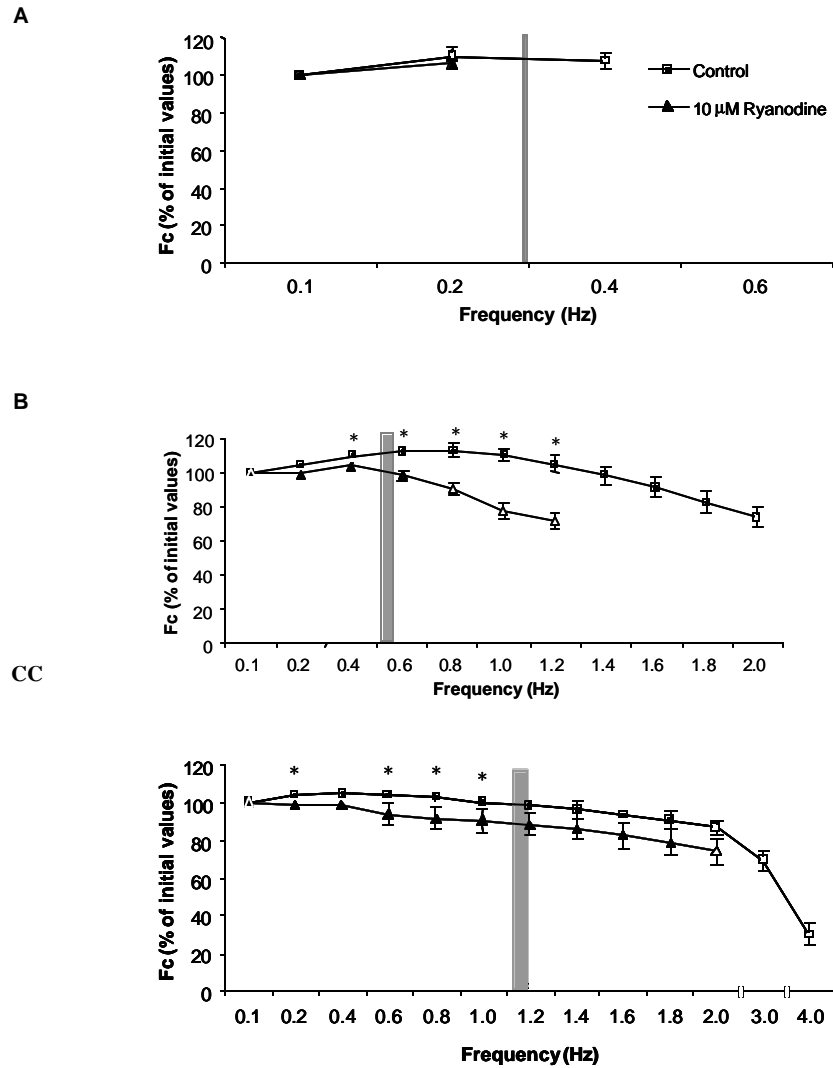 A
120
100
80
60
40
20
0
Fc (% of initial values)
Control
10 µM Ryanodine
0.1 0.2 0.4 0.6
Frequency (Hz)
B
* * * * *
120
100
80
60
40
20
0
Fc (% of initial values)
0.1 0.2 0.4 0.6 0.8 1.0 1.2 1.4 1.6 1.8 2.0
Frequency (Hz)
CC
* * * *
120
100
80
60
40
20
0
Fc (% of initial values)
0.1 0.2 0.4 0.6 0.8 1.0 1.2 1.4 1.6 1.8 2.0 3.0 4.0
Frequency (Hz)